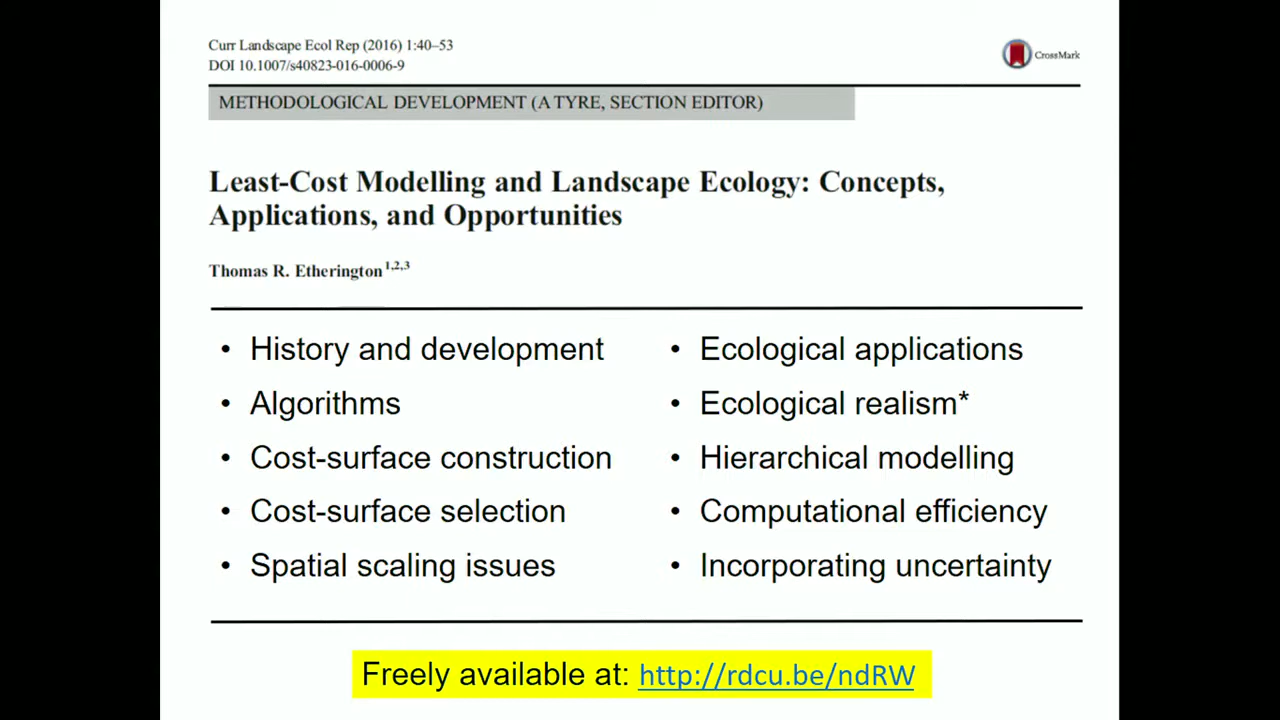 Curr Landscape Ecol Rep (2016) 1:40–53
DOI 10.1007/s40823-016-0006-9
CrossMark
METHODOLOGICAL DEVELOPMENT (A TYRE, SECTION EDITOR)
Least-Cost Modelling and Landscape Ecology: Concepts,
Applications, and Opportunities
Thomas R. Etherington1,2,3
• History and development
• Algorithms
• Cost-surface construction
• Cost-surface selection
• Spatial scaling issues
• Ecological applications
• Ecological realism*
• Hierarchical modelling
• Computational efficiency
• Incorporating uncertainty
Freely available at: http://rdcu.be/ndRW